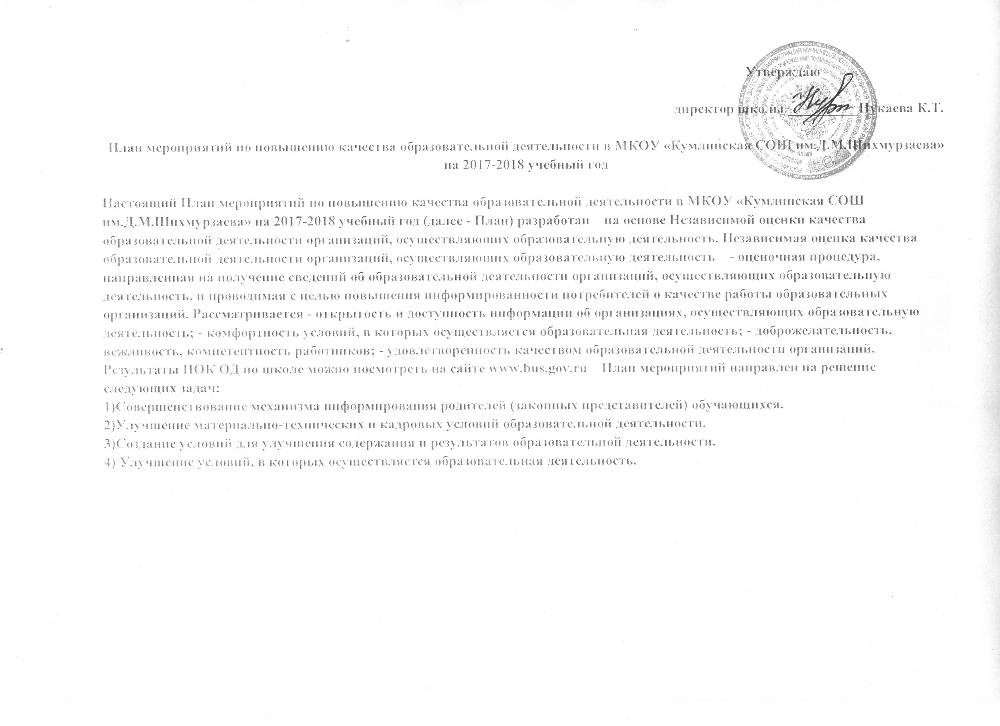 Утверждаю
директор школы __________ Нукаева К.Т.
План мероприятий по повышению качества образовательной деятельности в МКОУ «Кумлинская СОШ им.Д.М.Шихмурзаева»
на 2017-2018 учебный год
Настоящий План мероприятий по повышению качества образовательной деятельности в МКОУ «Кумлинская СОШ
им.Д.М.Шихмурзаева» на 2017-2018 учебный год (далее - План) разработан на основе Независимой оценки качества
образовательной деятельности организаций, осуществляющих образовательную деятельность. Независимая оценка качества
образовательной деятельности организаций, осуществляющих образовательную деятельность - оценочная процедура,
направленная на получение сведений об образовательной деятельности организаций, осуществляющих образовательную
деятельность, и проводимая с целью повышения информированности потребителей о качестве работы образовательных
организаций. Рассматривается - открытость и доступность информации об организациях, осуществляющих образовательную
деятельность; - комфортность условий, в которых осуществляется образовательная деятельность; - доброжелательность,
вежливость, компетентность работников; - удовлетворенность качеством образовательной деятельности организаций.
Результаты НОК ОД по школе можно посмотреть на сайте www.bus.gov.ru План мероприятий направлен на решение
следующих задач:
1)Совершенствование механизма информирования родителей (законных представителей) обучающихся.
2)Улучшение материально-технических и кадровых условий образовательной деятельности.
3)Создание условий для улучшения содержания и результатов образовательной деятельности.
4) Улучшение условий, в которых осуществляется образовательная деятельность.